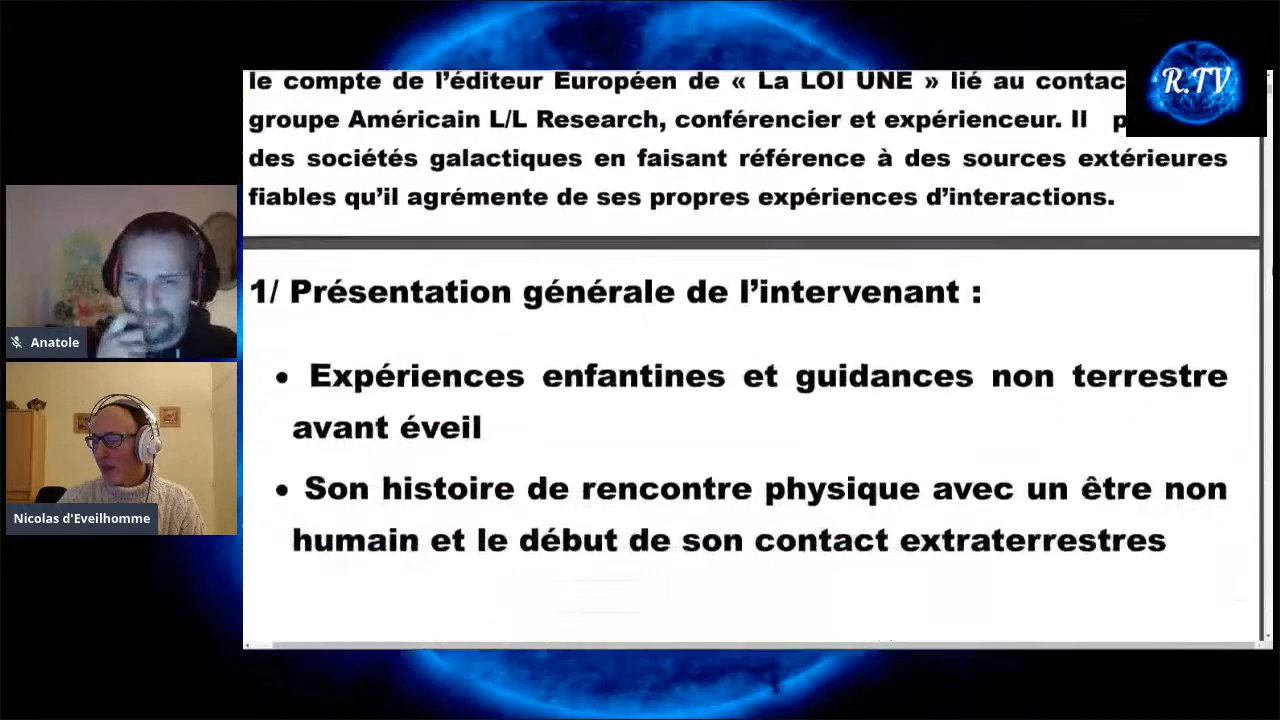 le compte de l'éditeur Européen de « La LOI UNE » lié au contac
groupe Américain L/L Research, conférencier et expérienceur. Il p
des sociétés galactiques en faisant référence à des sources extérieures
fiables qu'il agrémente de ses propres expériences d'interactions.
R.TV
1/ Présentation générale de l'intervenant :
• Expériences enfantines et guidances non terrestre
avant éveil
• Son histoire de rencontre physique avec un être non
humain et le début de son contact extraterrestres
Anatole
Nicolas d'Eveilhomme